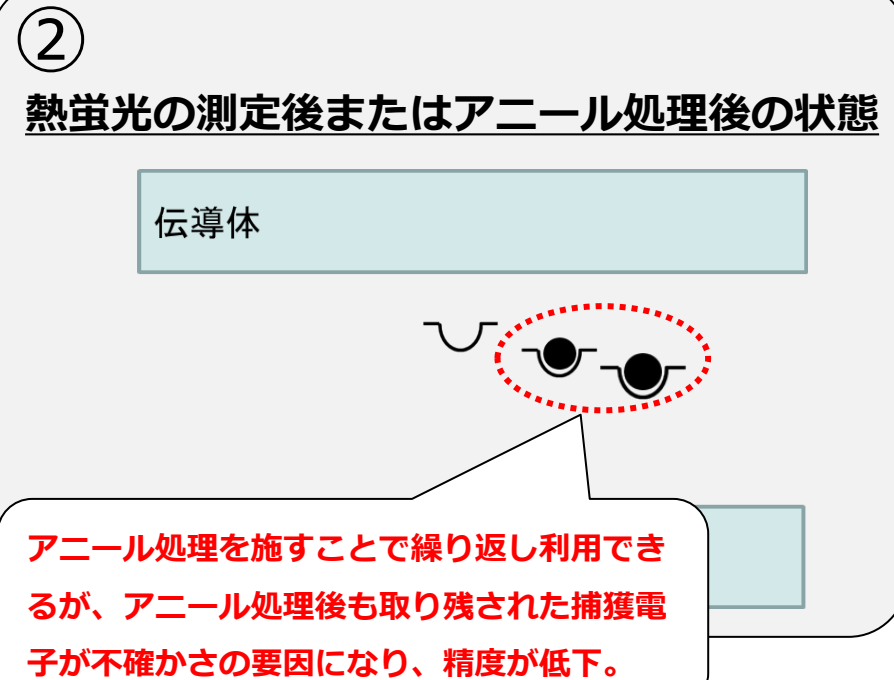 ②
熱蛍光の測定後またはアニール処理後の状態
伝導体
アニール処理を施すことで繰り返し利用でき
るが、アニール処理後も取り残された捕獲電
子が不確かさの要因になり、精度が低下。